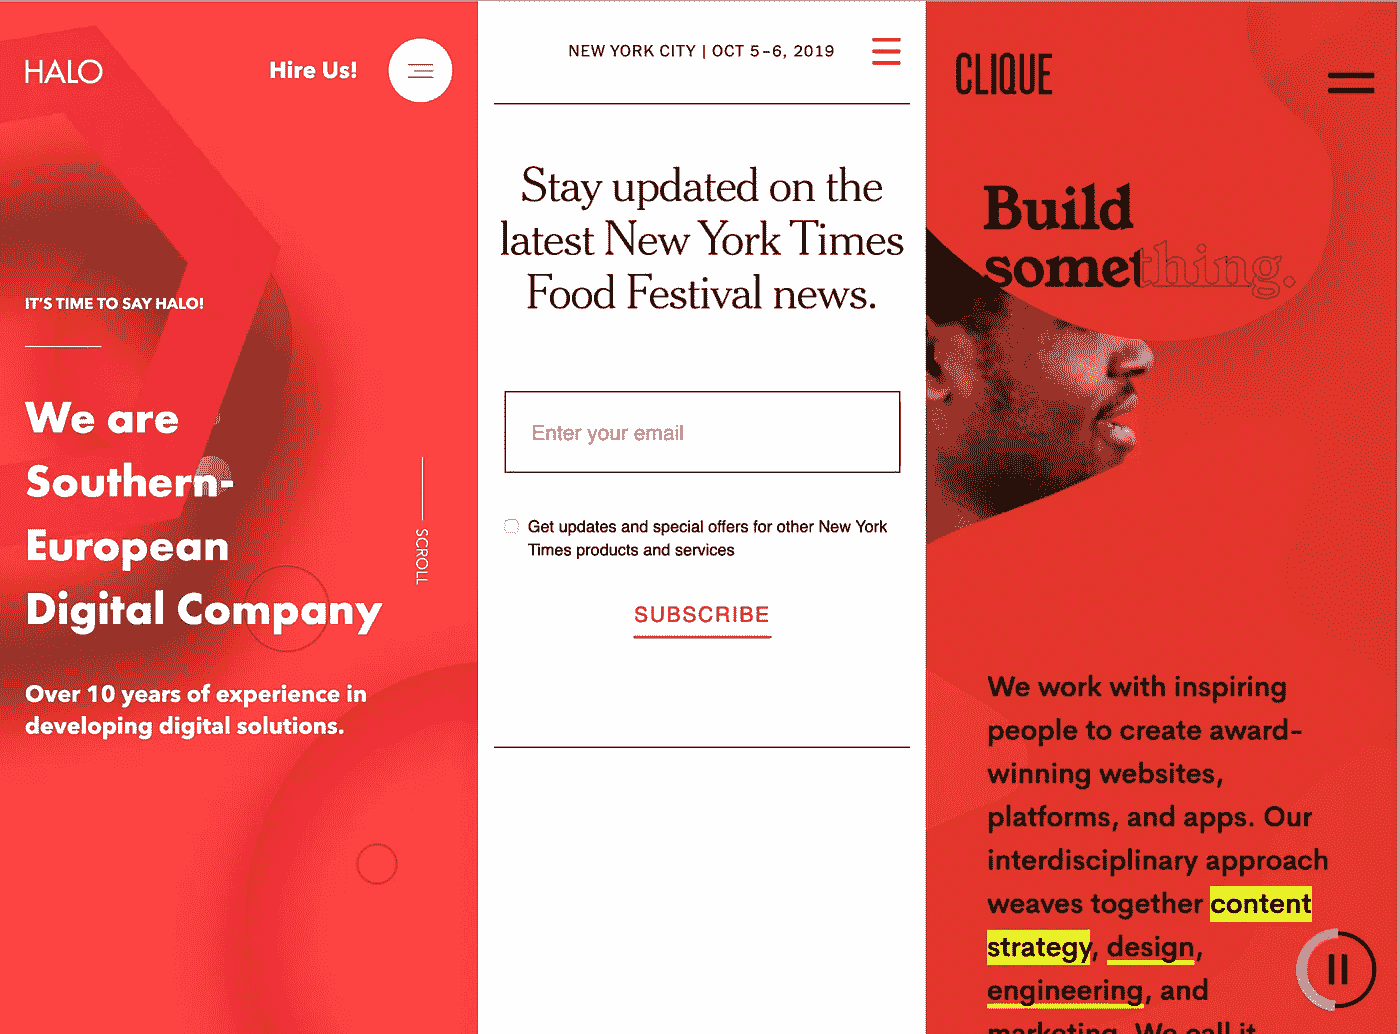 HALO
Hire Us!
IT'S TIME TO SAY HALO!
We are
Southern-
European
Digital Company
SCROLL
Over 10 years of experience in
developing digital solutions.
NEW YORK CITY | OCT 5-6, 2019
Stay updated on the
latest New York Times
Food Festival news.
Enter your email
Get updates and special offers for other New York
Times products and services
SUBSCRIBE
CLIQUE
Build
something.
We work with inspiring
people to create award-
winning websites,
platforms, and apps. Our
interdisciplinary approach
weaves together content
strategy, design,
engineering, and
marketing. We call it